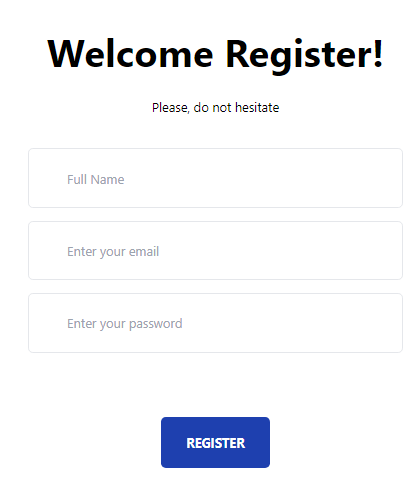 Welcome Register!
Please, do not hesitate
Full Name
Enter your email
Enter your password
REGISTER